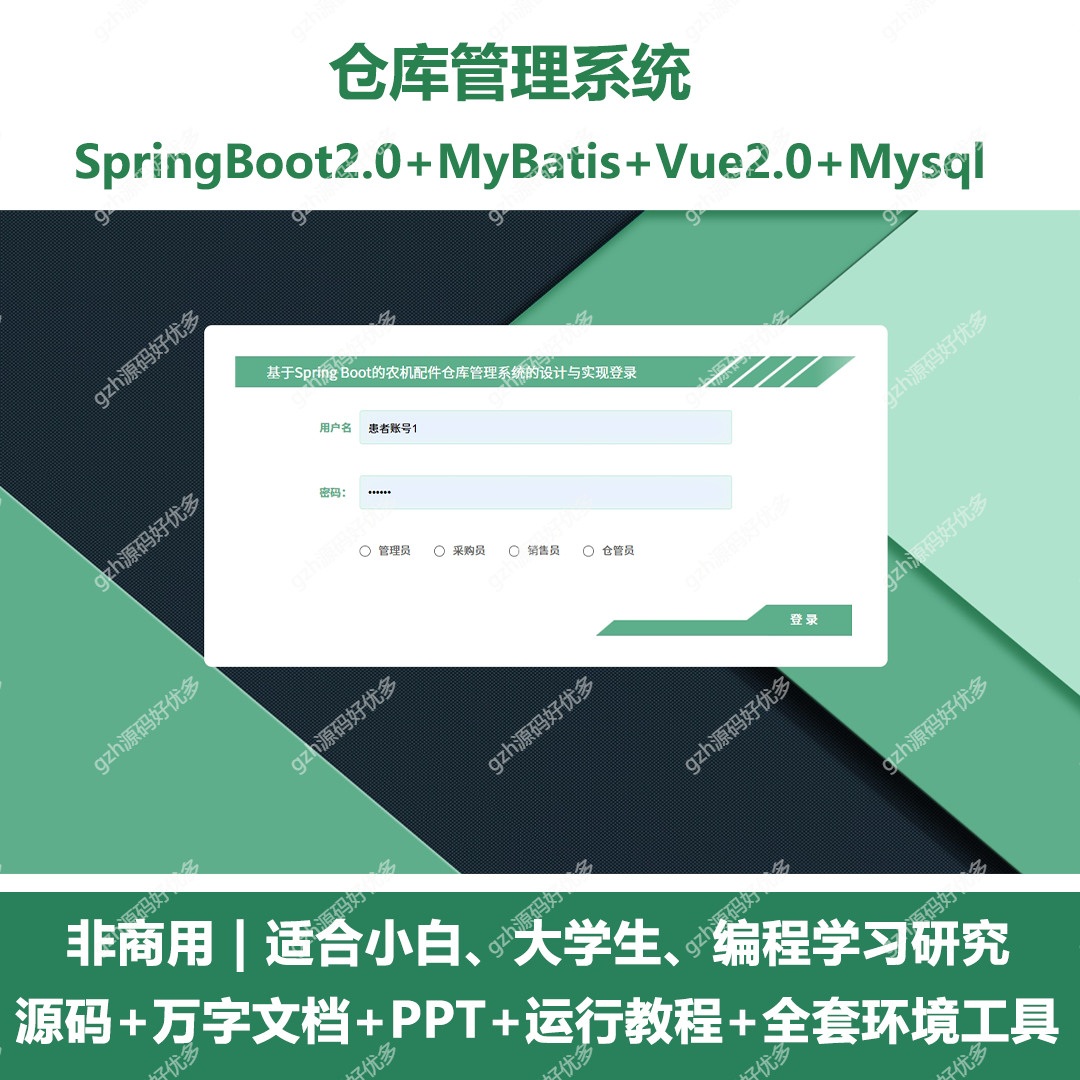 仓库管理系统
SpringBoot2.0+MyBatis+Vue2.0+Mysql
基于Spring Boot的农机配件仓库管理系统的设计与实现登录
用户名 患者账号1
密码: ••••••
管理员 采购员 销售员 仓管员
登 录
非商用 | 适合小白、大学生、编程学习研究
源码+万字文档+PPT+运行教程+全套环境工具
gzh源码好优多